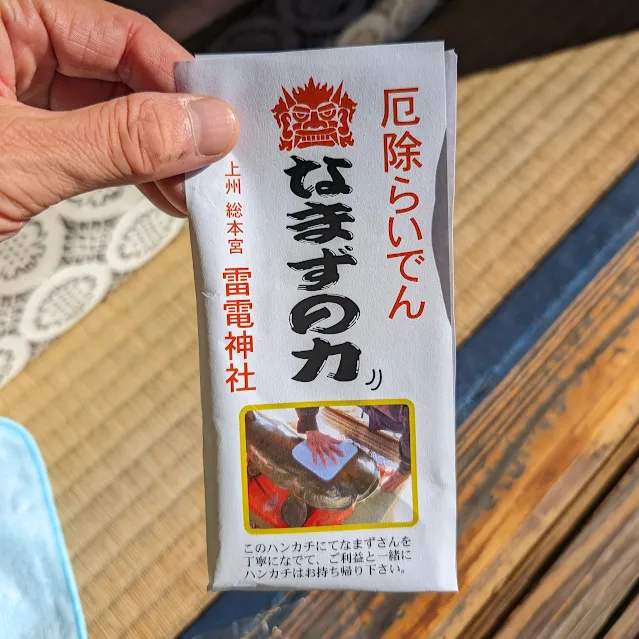 厄除らいでん
なまずの力
上州 総本宮 雷電神社
このハンカチにてなまずさんを
丁寧になでて、ご利益と一緒に
ハンカチはお持ち帰り下さい。